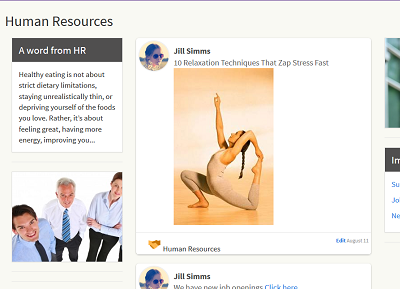 Human Resources
A word from HR
Healthy eating is not about
strict dietary limitations,
staying unrealistically thin, or
depriving yourself of the foods
you love. Rather, it's about
feeling great, having more
energy, improving you...
Jill Simms
10 Relaxation Techniques That Zap Stress Fast
Human Resources
Edit August 11
Jill Simms
We have new job openings Click here
Im
Su
Jo
Ne